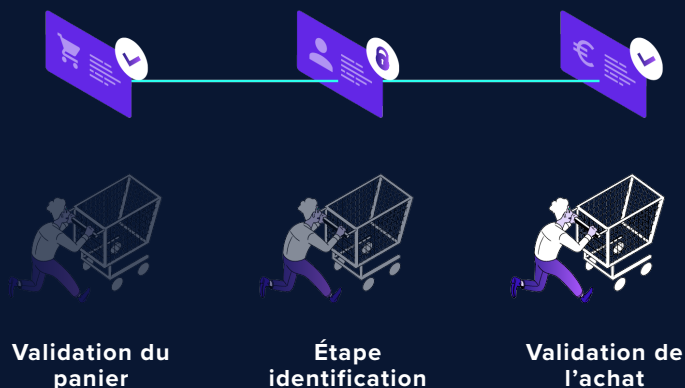 Validation du
panier
Étape
identification
Validation de
l’achat